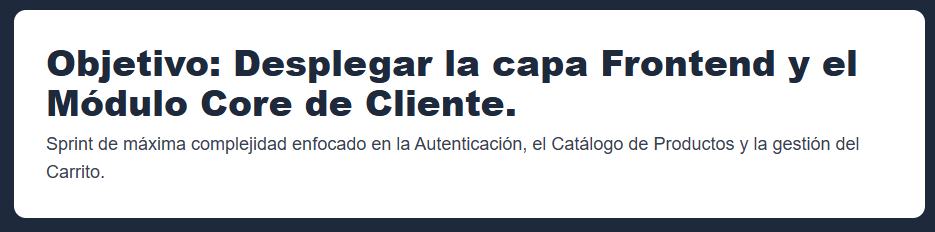 Objetivo: Desplegar la capa Frontend y el
Módulo Core de Cliente.
Sprint de máxima complejidad enfocado en la Autenticación, el Catálogo de Productos y la gestión del
Carrito.